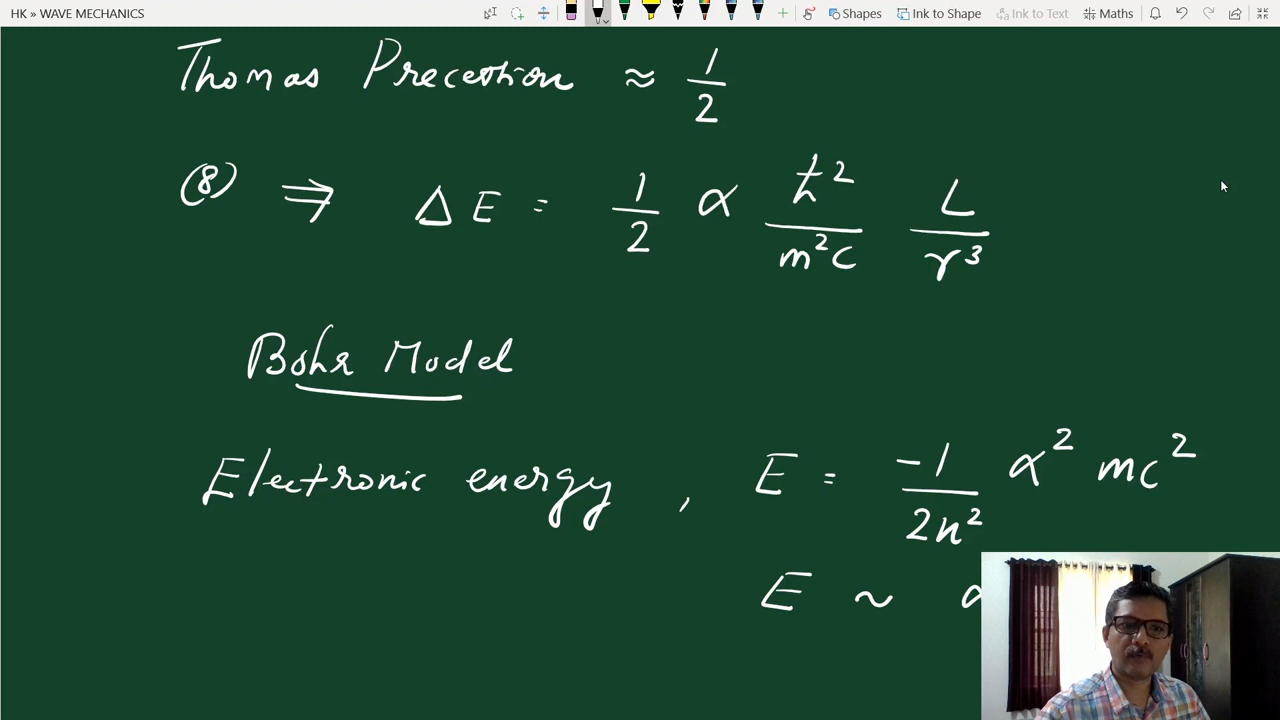 HK » WAVE MECHANICS Shapes Ink to Shape Ink to Text Maths
Thomas Precession ≈ 1/2
(8) ⇒ ΔE = 1/2 α ħ²/m²c L/r³
Bohr Model
Electronic energy, E = -1/2n² α² mc²
E ~ α